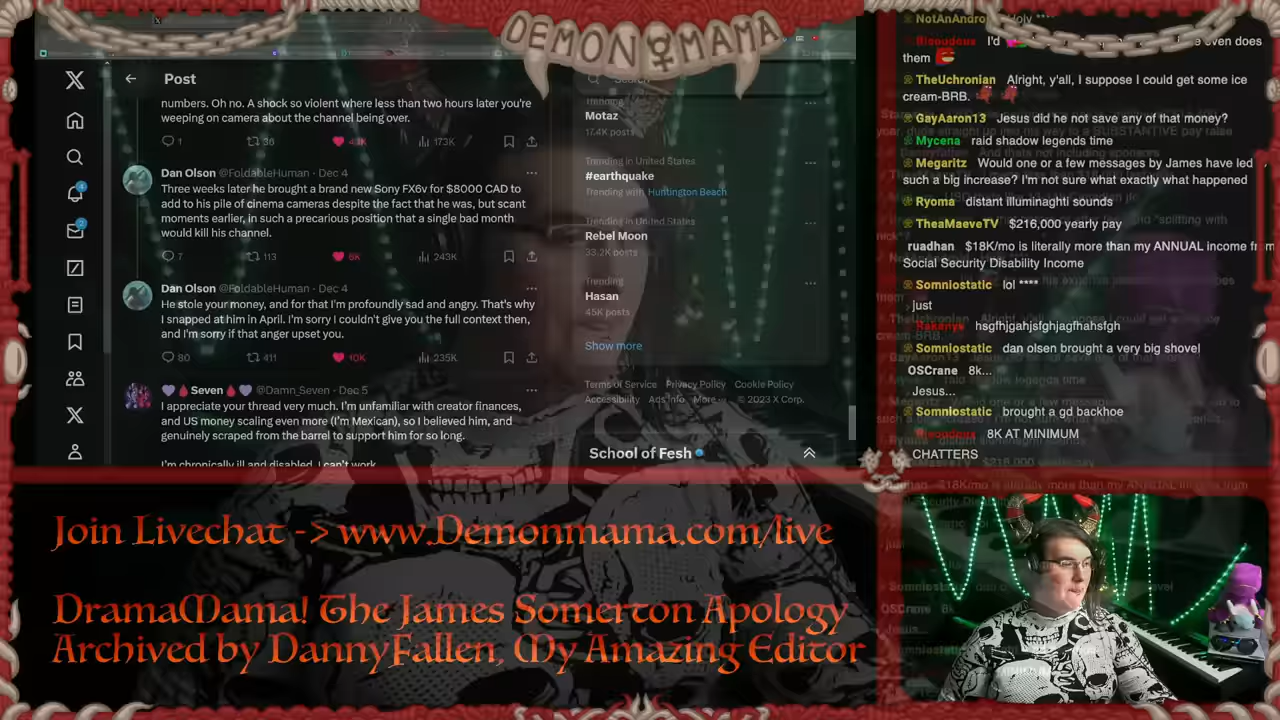 DEMON MAMA
Post
numbers. Oh no. A shock so violent where less than two hours later you're
weeping on camera about the channel being over.
1
36
173K
Dan Olson @FoldableHuman · Dec 4
Three weeks later he brought a brand new Sony FX6v for $8000 CAD to
add to his pile of cinema cameras despite the fact that he was, but scant
moments earlier, in such a precarious position that a single bad month
would kill his channel.
7
113
6K
243K
Dan Olson @FoldableHuman · Dec 4
He stole your money, and for that I'm profoundly sad and angry. That's why
I snapped at him in April. I'm sorry I couldn't give you the full context then,
and I'm sorry if that anger upset you.
80
411
10K
235K
Seven @Damn_Seven · Dec 5
I appreciate your thread very much. I'm unfamiliar with creator finances,
and US money scaling even more (I'm Mexican), so I believed him, and
genuinely scraped from the barrel to support him for so long.
I'm chronically ill and disabled. I can't work
Search
Trending
Motaz
17.4K posts
Trending in United States
#earthquake
Trending with Huntington Beach
Trending in United States
Rebel Moon
33.2K posts
Trending
Hasan
45K posts
Show more
Terms of Service Privacy Policy Cookie Policy
Accessibility Ads info More ··· © 2023 X Corp.
School of Fesh
NotAnAndro
I'd
even does
them
TheUchronian Alright, y'all, I suppose I could get some ice
cream-BRB.
GayAaron13 Jesus did he not save any of that money?
Mycena raid shadow legends time
Megaritz Would one or a few messages by James have led
such a big increase? I'm not sure what exactly what happened
Ryoma distant illuminaghti sounds
TheaMaeveTV $216,000 yearly pay
ruadhan $18K/mo is literally more than my ANNUAL income from
Social Security Disability Income
Somniostatic lol ****
just
hsgfhjgahjsfghjagfhahsfgh
Somniostatic dan olsen brought a very big shovel
OSCrane 8k...
Jesus...
Somniostatic brought a gd backhoe
8K AT MINIMUM
CHATTERS
Join Livechat -> www.Demonmama.com/live
DramaMama! The James Somerton Apology
Archived by DannyFallen, My Amazing Editor